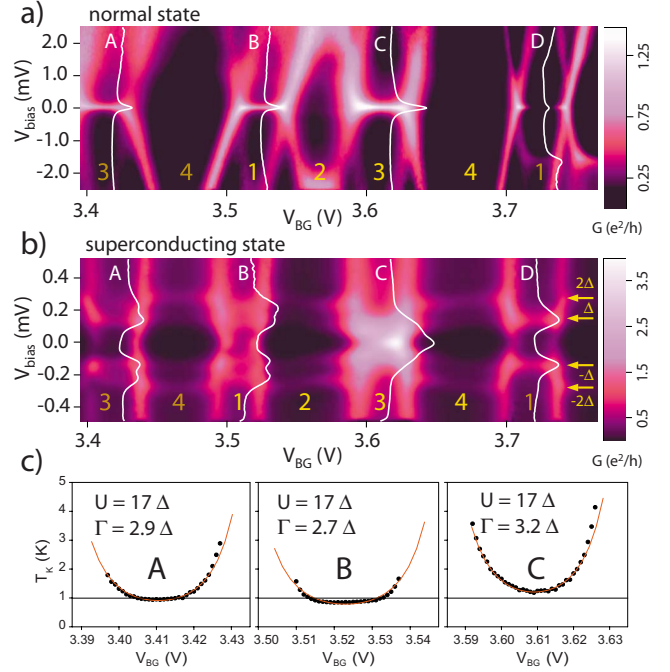 a) normal state
A B C D
2.0
1.0
0.0
-1.0
-2.0
V_bias (mV)
3 4 1 2 3 4 1
3.4 3.5 3.6 3.7
V_BG (V)
1.25
0.75
0.25
G (e²/h)
b) superconducting state
A B C D
0.4
0.2
0.0
-0.2
-0.4
V_bias (mV)
2Δ
Δ
-Δ
-2Δ
3 4 1 2 3 4 1
3.4 3.5 3.6 3.7
V_BG (V)
3.5
2.5
1.5
0.5
G (e²/h)
c)
5
4
3
2
1
0
T_K (K)
U = 17 Δ
Γ = 2.9 Δ
A
3.39 3.40 3.41 3.42 3.43
V_BG (V)
U = 17 Δ
Γ = 2.7 Δ
B
3.50 3.51 3.52 3.53 3.54
V_BG (V)
U = 17 Δ
Γ = 3.2 Δ
C
3.59 3.60 3.61 3.62 3.63
V_BG (V)